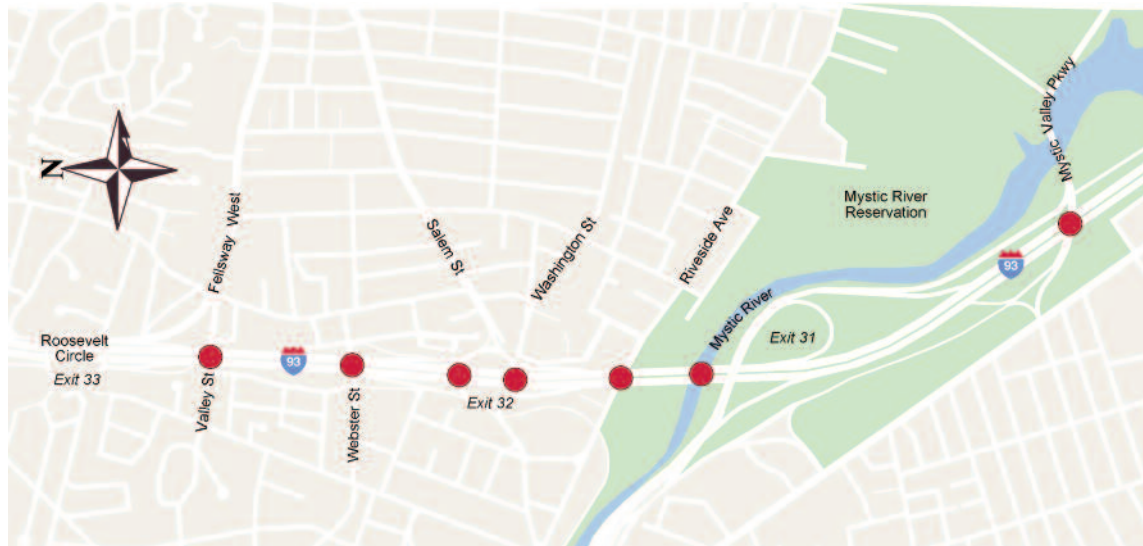 N
Fellsway West
Salem St
Washington St
Riveside Ave
Mystic River
Reservation
Mystic Valley Pkwy
93
Mystic River
Exit 31
Roosevelt
Circle
Exit 33
93
Valley St
Webster St
Exit 32